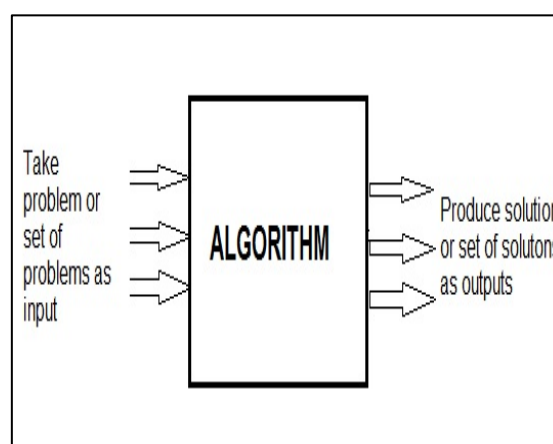 Take
problem or
set of
problems as
input
ALGORITHM
Produce solution
or set of solutons
as outputs